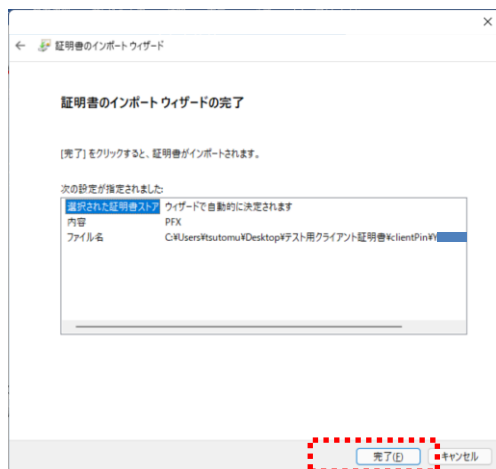 証明書のインポート ウィザード
証明書のインポート ウィザードの完了
[完了] をクリックすると、証明書がインポートされます。
次の設定が指定されました:
選択された証明書ストア ウィザードで自動的に決定されます
内容 PFX
ファイル名 C:¥Users¥tsutomu¥Desktop¥テスト用クライアント証明書¥clientPin¥Y
完了(F) キャンセル